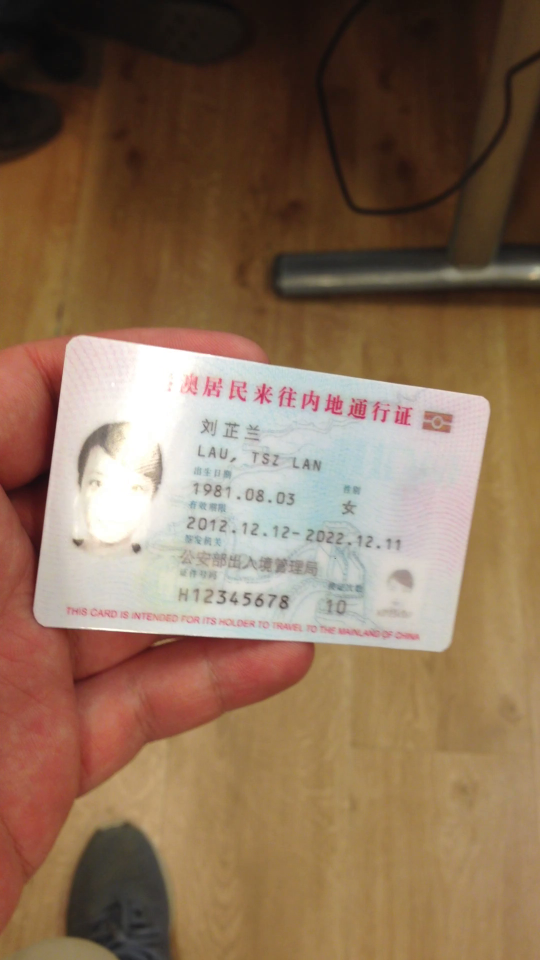 澳居民来往内地通行证
刘芷兰
LAU, TSZ LAN
出生日期 性别
1981.08.03 女
有效期限
2012.12.12-2022.12.11
签发机关
公安部出入境管理局
证件号码 换证次数
H12345678 10
THIS CARD IS INTENDED FOR ITS HOLDER TO TRAVEL TO THE MAINLAND OF CHINA